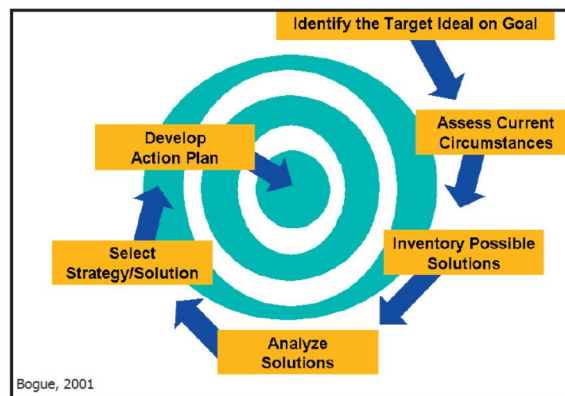 Identify the Target Ideal on Goal
Assess Current
Circumstances
Inventory Possible
Solutions
Analyze
Solutions
Select
Strategy/Solution
Develop
Action Plan
Bogue, 2001